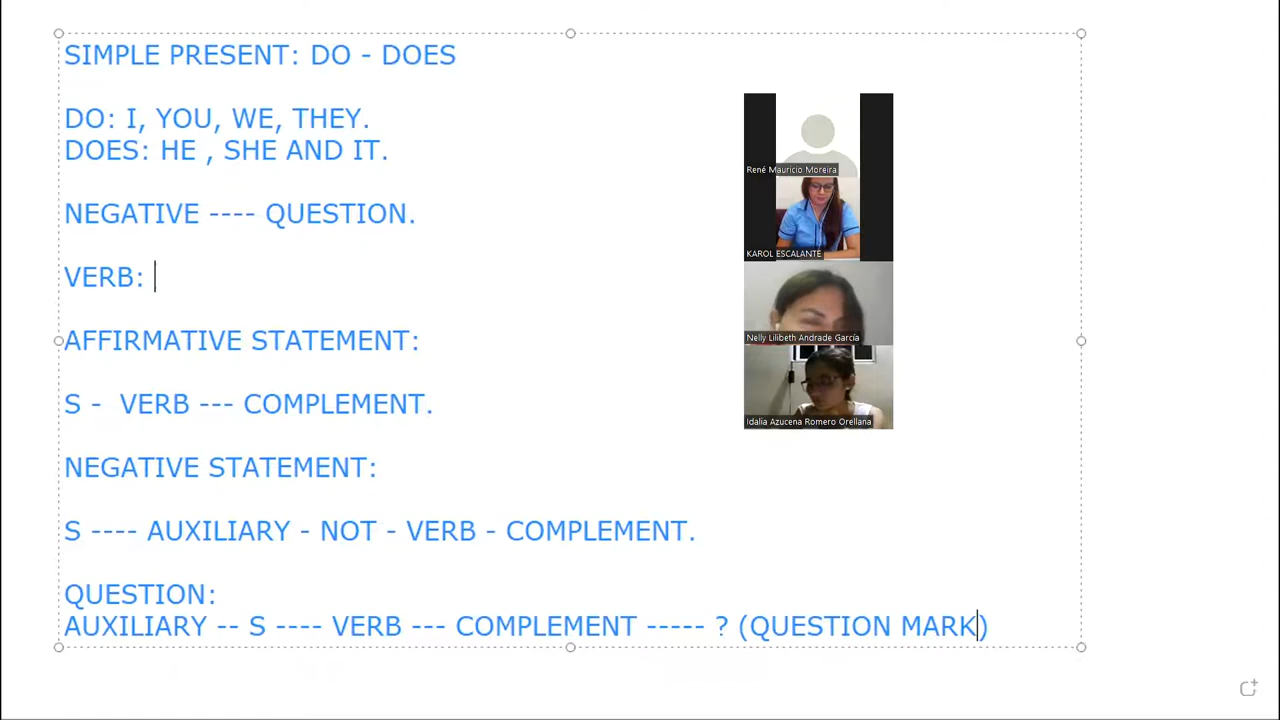 SIMPLE PRESENT: DO - DOES
DO: I, YOU, WE, THEY.
DOES: HE , SHE AND IT.
NEGATIVE ---- QUESTION.
VERB:
AFFIRMATIVE STATEMENT:
S -  VERB --- COMPLEMENT.
NEGATIVE STATEMENT:
S ---- AUXILIARY - NOT - VERB - COMPLEMENT.
QUESTION:
AUXILIARY -- S ---- VERB --- COMPLEMENT ----- ? (QUESTION MARK)
René Mauricio Moreira
KAROL ESCALANTE
Nelly Lilibeth Andrade García
Idalia Azucena Romero Orellana